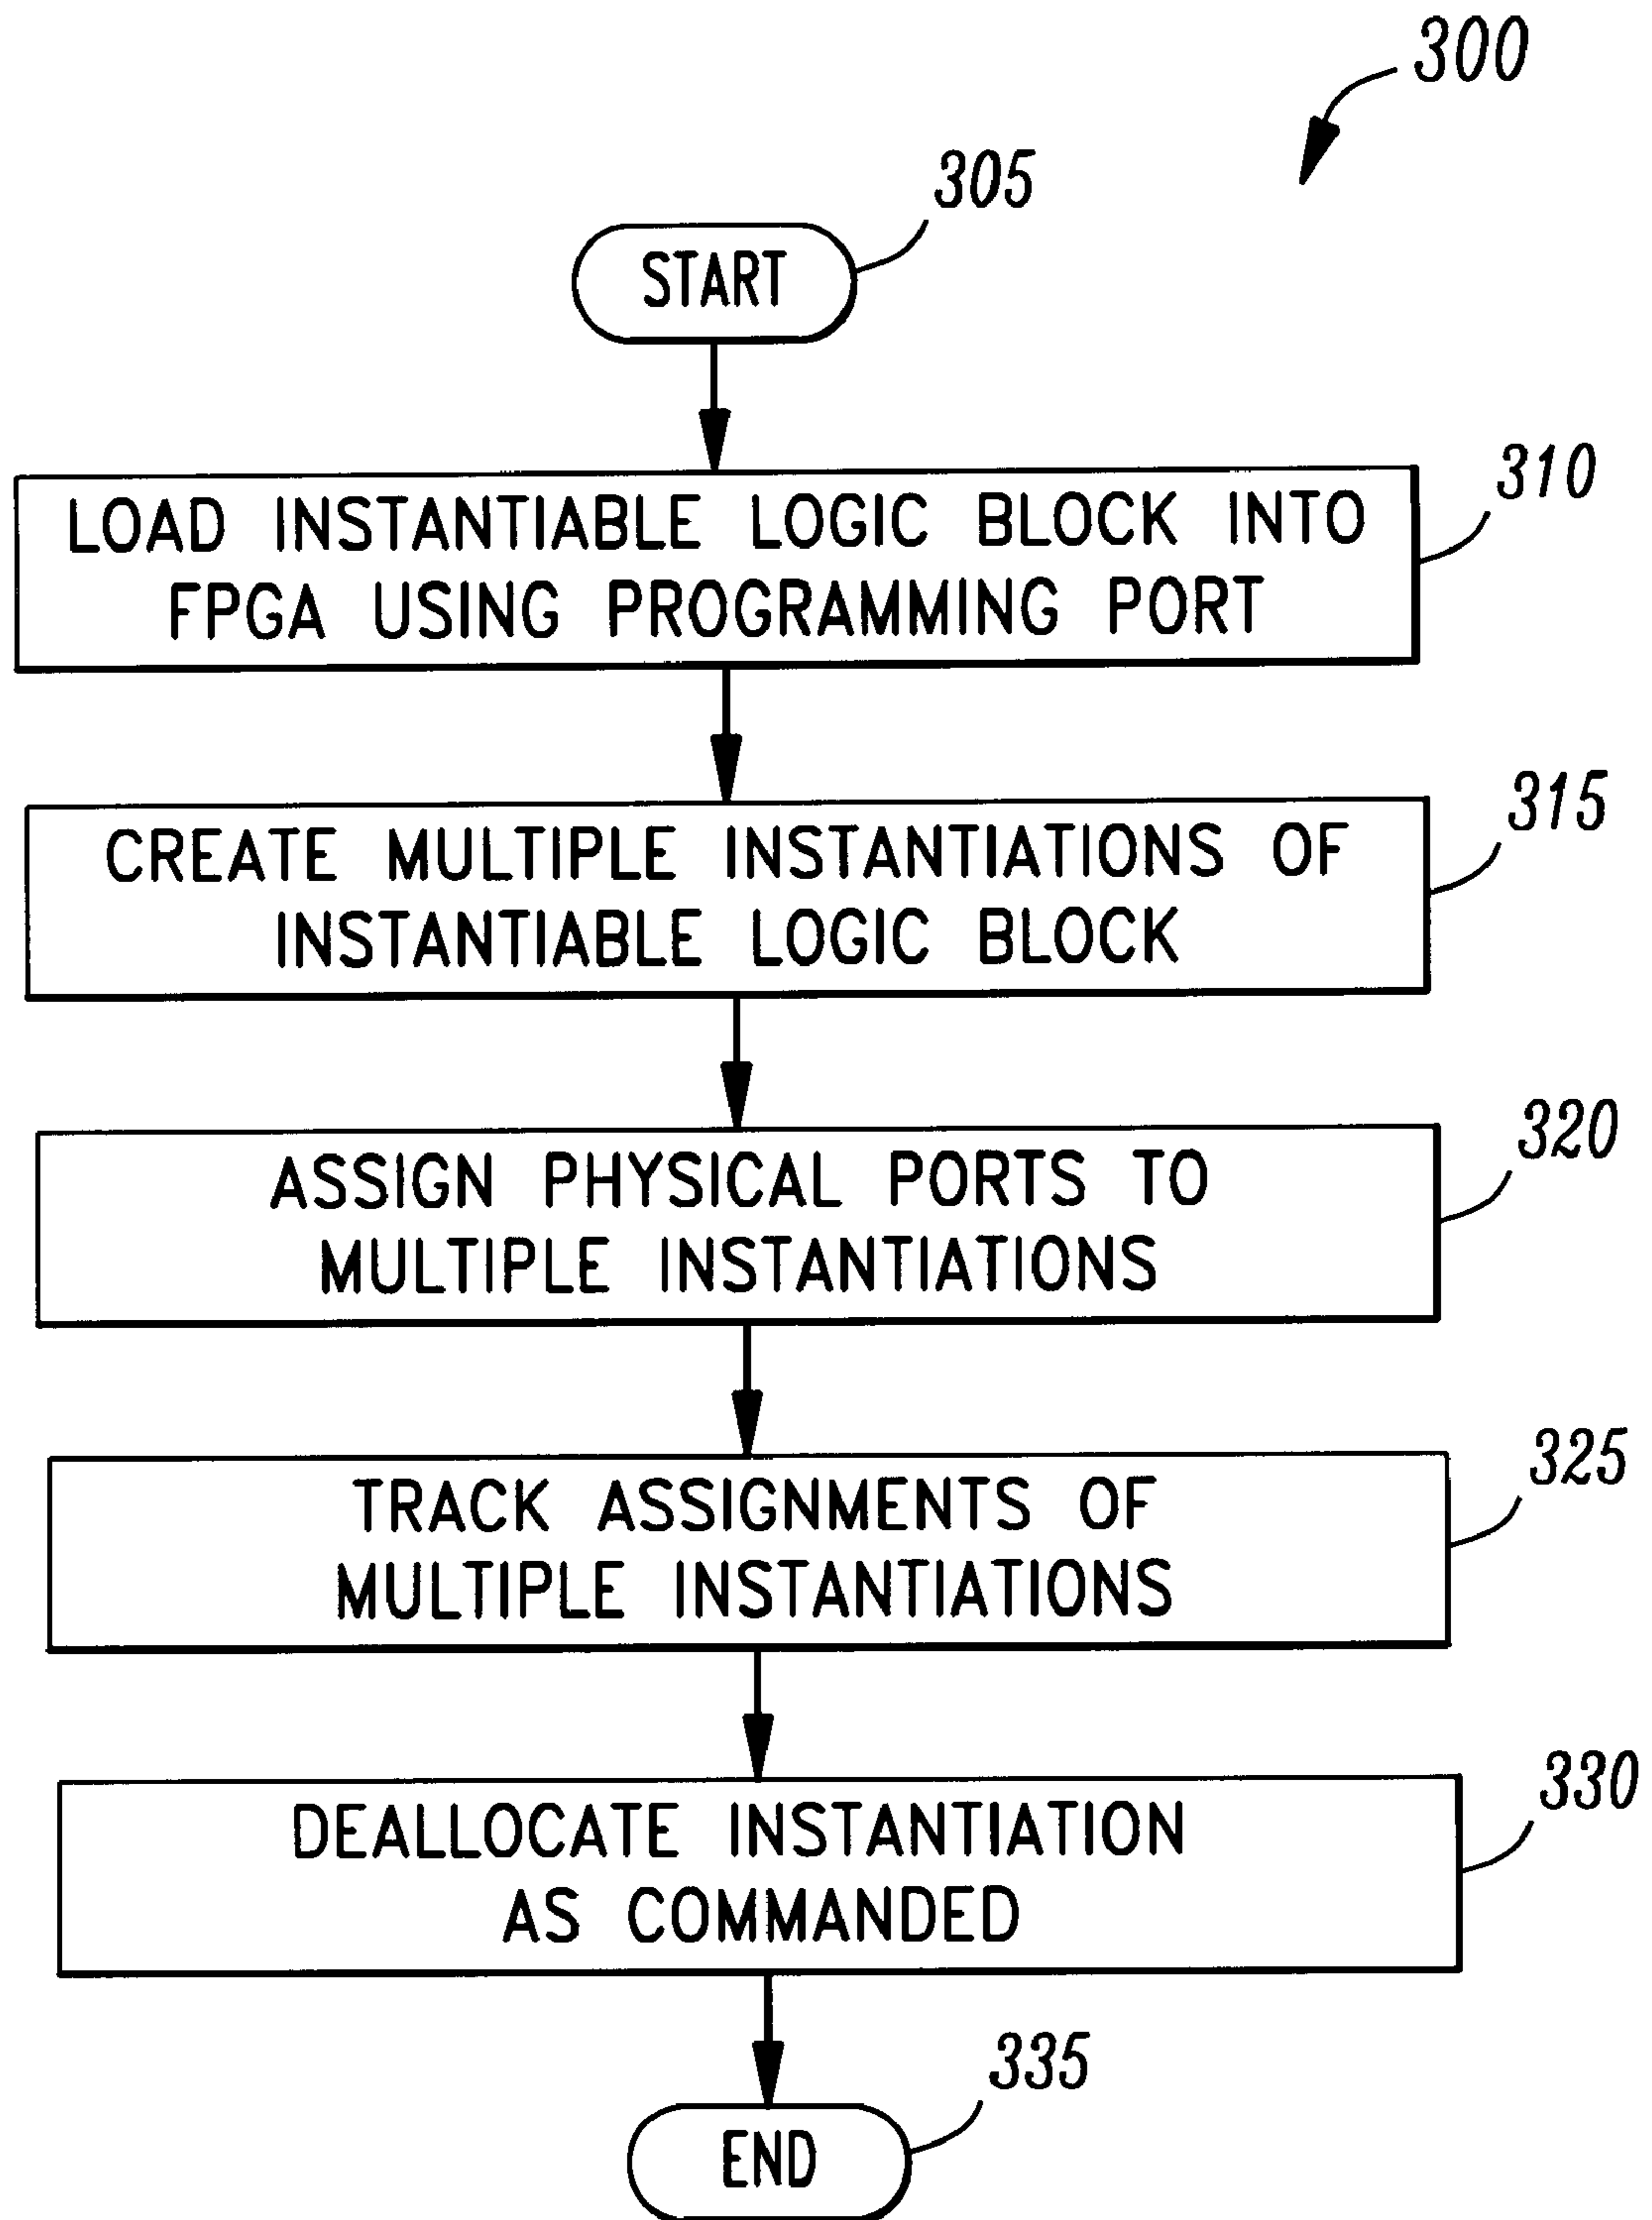 300
305
START
310
LOAD INSTANTIABLE LOGIC BLOCK INTO
FPGA USING PROGRAMMING PORT
315
CREATE MULTIPLE INSTANTIATIONS OF
INSTANTIABLE LOGIC BLOCK
320
ASSIGN PHYSICAL PORTS TO
MULTIPLE INSTANTIATIONS
325
TRACK ASSIGNMENTS OF
MULTIPLE INSTANTIATIONS
330
DEALLOCATE INSTANTIATION
AS COMMANDED
335
END